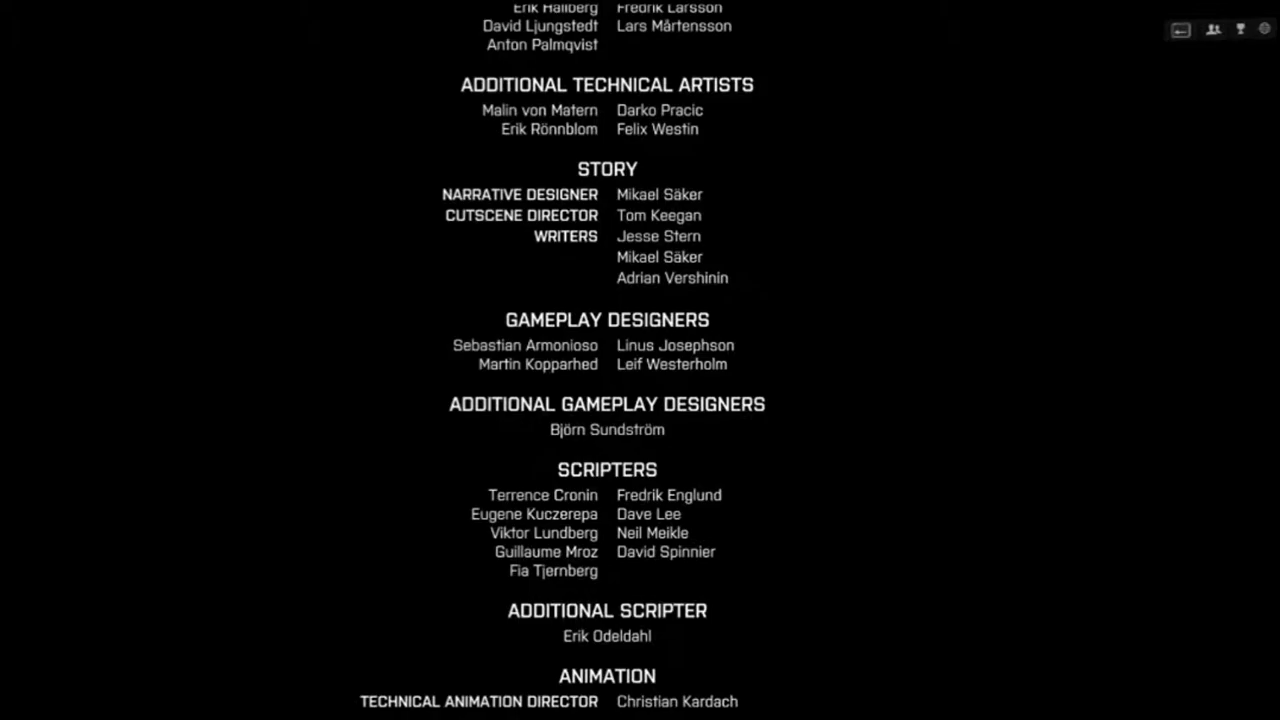 Erik Hallberg Fredrik Larsson
David Ljungstedt Lars Mårtensson
Anton Palmqvist
ADDITIONAL TECHNICAL ARTISTS
Malin von Matern Darko Pracic
Erik Rönnblom Felix Westin
STORY
NARRATIVE DESIGNER Mikael Säker
CUTSCENE DIRECTOR Tom Keegan
WRITERS Jesse Stern
Mikael Säker
Adrian Vershinin
GAMEPLAY DESIGNERS
Sebastian Armonioso Linus Josephson
Martin Kopparhed Leif Westerholm
ADDITIONAL GAMEPLAY DESIGNERS
Björn Sundström
SCRIPTERS
Terrence Cronin Fredrik Englund
Eugene Kuczerepa Dave Lee
Viktor Lundberg Neil Meikle
Guillaume Mroz David Spinnier
Fia Tjernberg
ADDITIONAL SCRIPTER
Erik Odeldahl
ANIMATION
TECHNICAL ANIMATION DIRECTOR Christian Kardach